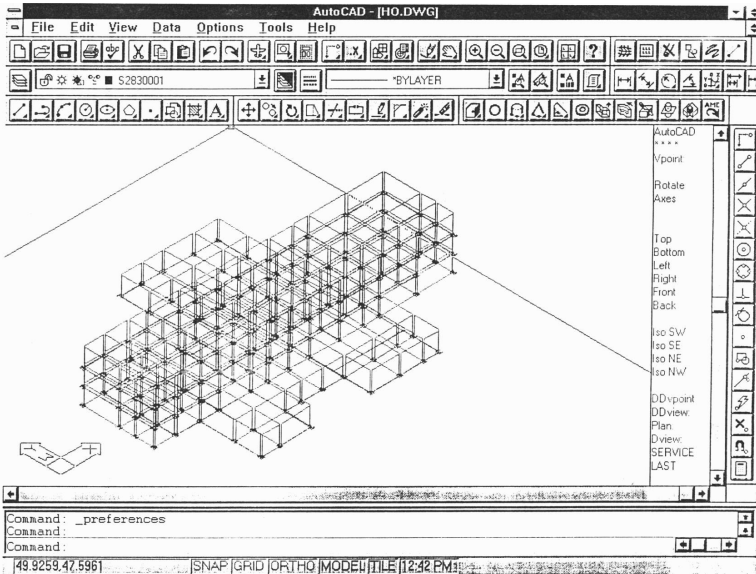 AutoCAD - [HO.DWG]
File Edit View Data Options Tools Help
S2830001
"BYLAYER
AutoCAD
* * * *
Vpoint
Rotate
Axes
Top
Bottom
Left
Right
Front
Back
Iso SW
Iso SE
Iso NE
Iso NW
DDvpoint
DDview:
Plan
Dview:
SERVICE
LAST
Command: _preferences
Command:
Command:
49.9259,47.5961 SNAP GRID ORTHO MODEL TILE 12:42 PM